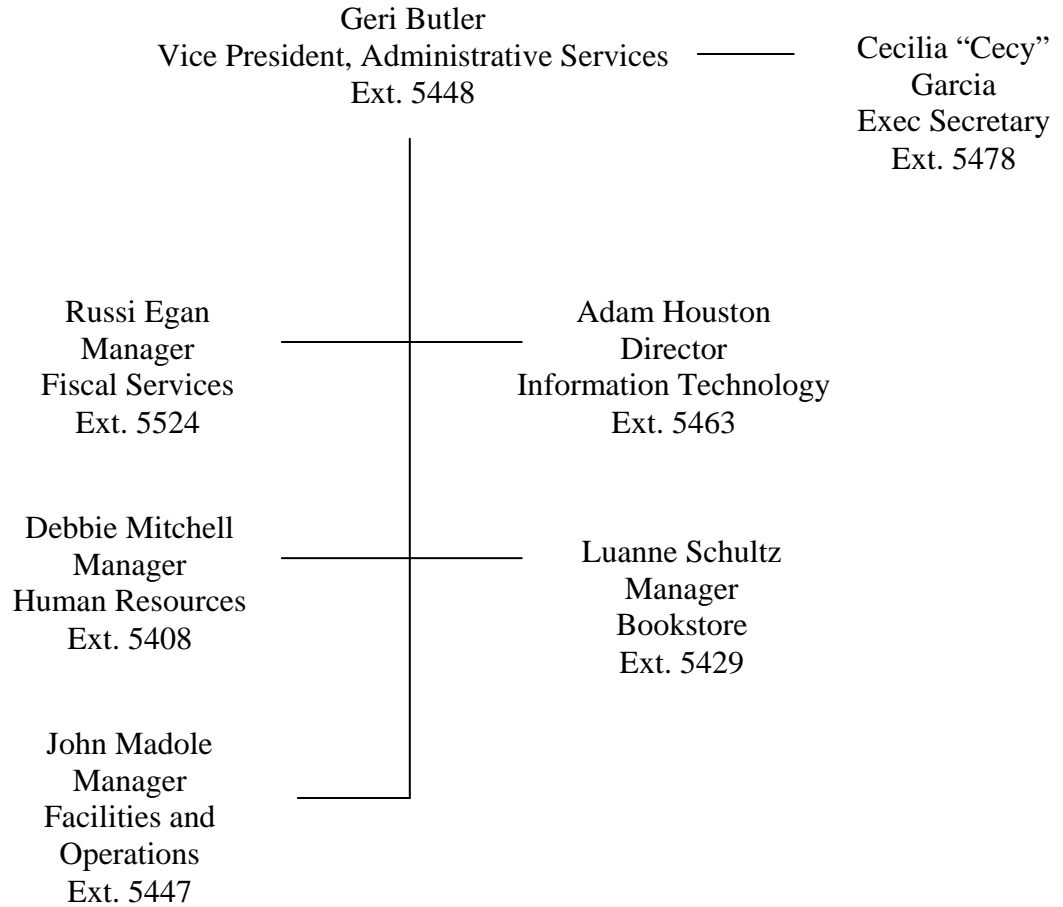 Geri Butler
Vice President, Administrative Services
Ext. 5448
Cecilia “Cecy”
Garcia
Exec Secretary
Ext. 5478
Russi Egan
Manager
Fiscal Services
Ext. 5524
Adam Houston
Director
Information Technology
Ext. 5463
Debbie Mitchell
Manager
Human Resources
Ext. 5408
Luanne Schultz
Manager
Bookstore
Ext. 5429
John Madole
Manager
Facilities and
Operations
Ext. 5447